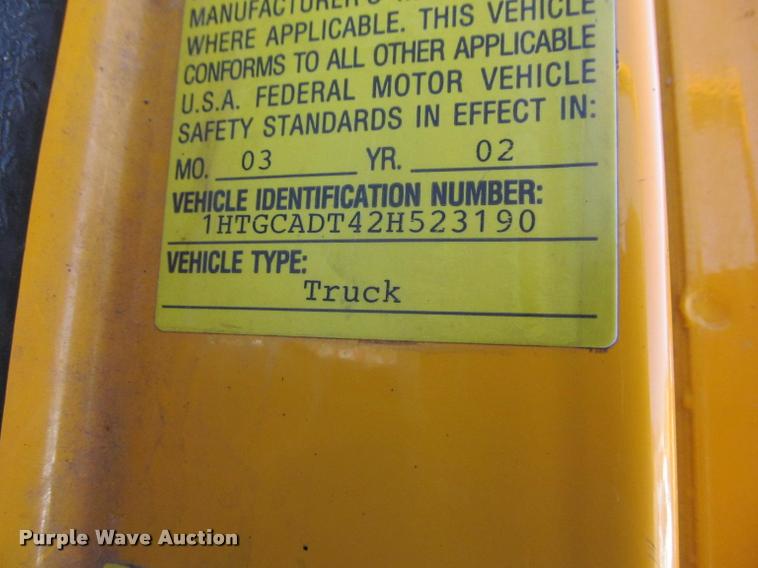 MANUFACTURER'S
WHERE APPLICABLE. THIS VEHICLE
CONFORMS TO ALL OTHER APPLICABLE
U.S.A. FEDERAL MOTOR VEHICLE
SAFETY STANDARDS IN EFFECT IN:
MO. 03 YR. 02
VEHICLE IDENTIFICATION NUMBER:
1HTGCADT42H523190
VEHICLE TYPE:
Truck
Purple Wave Auction